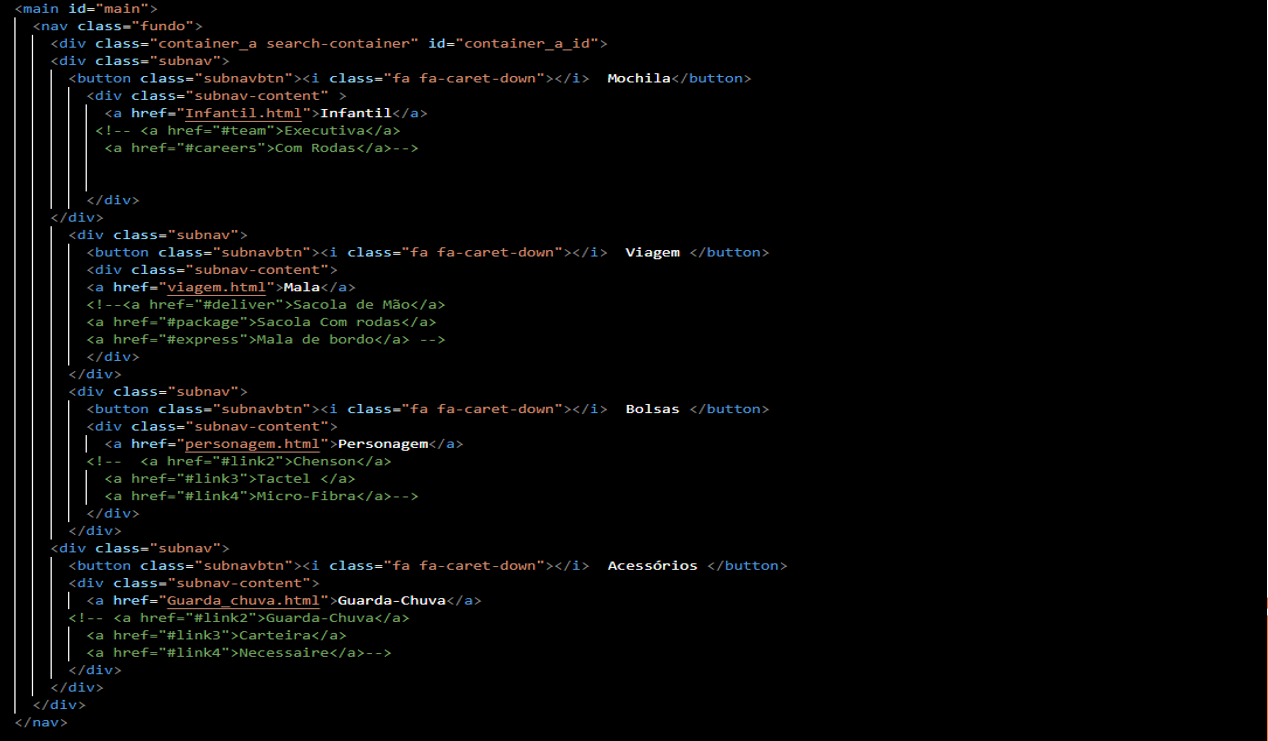 <main id="main">
<nav class="fundo">
<div class="container_a search-container" id="container_a_id">
<div class="subnav">
<button class="subnavbtn"><i class="fa fa-caret-down"></i>  Mochila</button>
<div class="subnav-content" >
<a href="Infantil.html">Infantil</a>
<!-- <a href="#team">Executiva</a>
<a href="#careers">Com Rodas</a>-->
</div>
</div>
<div class="subnav">
<button class="subnavbtn"><i class="fa fa-caret-down"></i>  Viagem </button>
<div class="subnav-content">
<a href="viagem.html">Mala</a>
<!--<a href="#deliver">Sacola de Mão</a>
<a href="#package">Sacola Com rodas</a>
<a href="#express">Mala de bordo</a> -->
</div>
</div>
<div class="subnav">
<button class="subnavbtn"><i class="fa fa-caret-down"></i>  Bolsas </button>
<div class="subnav-content">
<a href="personagem.html">Personagem</a>
<!--  <a href="#link2">Chenson</a>
<a href="#link3">Tactel </a>
<a href="#link4">Micro-Fibra</a>-->
</div>
</div>
<div class="subnav">
<button class="subnavbtn"><i class="fa fa-caret-down"></i>  Acessórios </button>
<div class="subnav-content">
<a href="Guarda_chuva.html">Guarda-Chuva</a>
<!-- <a href="#link2">Guarda-Chuva</a>
<a href="#link3">Carteira</a>
<a href="#link4">Necessaire</a>-->
</div>
</div>
</div>
</nav>